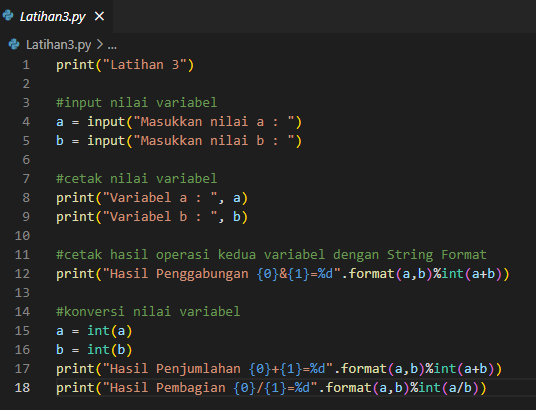 Latihan3.py ×
Latihan3.py > ...
1 print("Latihan 3")
2
3 #input nilai variabel
4 a = input("Masukkan nilai a : ")
5 b = input("Masukkan nilai b : ")
6
7 #cetak nilai variabel
8 print("Variabel a : ", a)
9 print("Variabel b : ", b)
10
11 #cetak hasil operasi kedua variabel dengan String Format
12 print("Hasil Penggabungan {0}&{1}=%d".format(a,b)%int(a+b))
13
14 #konversi nilai variabel
15 a = int(a)
16 b = int(b)
17 print("Hasil Penjumlahan {0}+{1}=%d".format(a,b)%int(a+b))
18 print("Hasil Pembagian {0}/{1}=%d".format(a,b)%int(a/b))